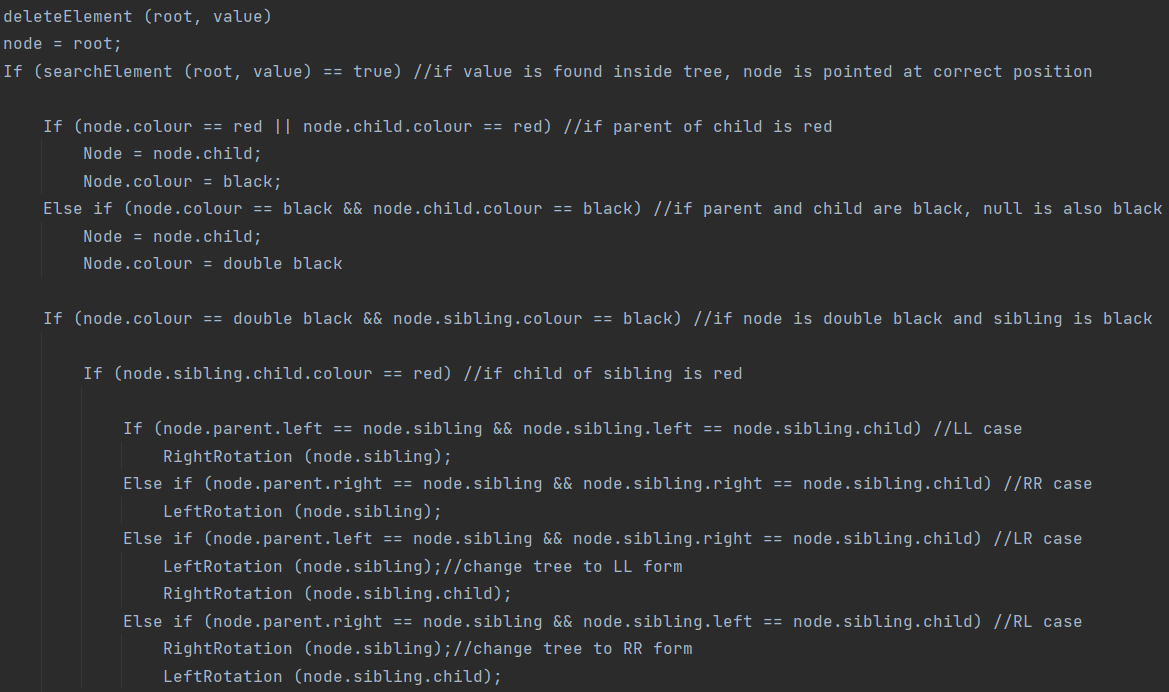 deleteElement (root, value)
node = root;
If (searchElement (root, value) == true) //if value is found inside tree, node is pointed at correct position
If (node.colour == red || node.child.colour == red) //if parent of child is red
Node = node.child;
Node.colour = black;
Else if (node.colour == black && node.child.colour == black) //if parent and child are black, null is also black
Node = node.child;
Node.colour = double black
If (node.colour == double black && node.sibling.colour == black) //if node is double black and sibling is black
If (node.sibling.child.colour == red) //if child of sibling is red
If (node.parent.left == node.sibling && node.sibling.left == node.sibling.child) //LL case
RightRotation (node.sibling);
Else if (node.parent.right == node.sibling && node.sibling.right == node.sibling.child) //RR case
LeftRotation (node.sibling);
Else if (node.parent.left == node.sibling && node.sibling.right == node.sibling.child) //LR case
LeftRotation (node.sibling);//change tree to LL form
RightRotation (node.sibling.child);
Else if (node.parent.right == node.sibling && node.sibling.left == node.sibling.child) //RL case
RightRotation (node.sibling);//change tree to RR form
LeftRotation (node.sibling.child);